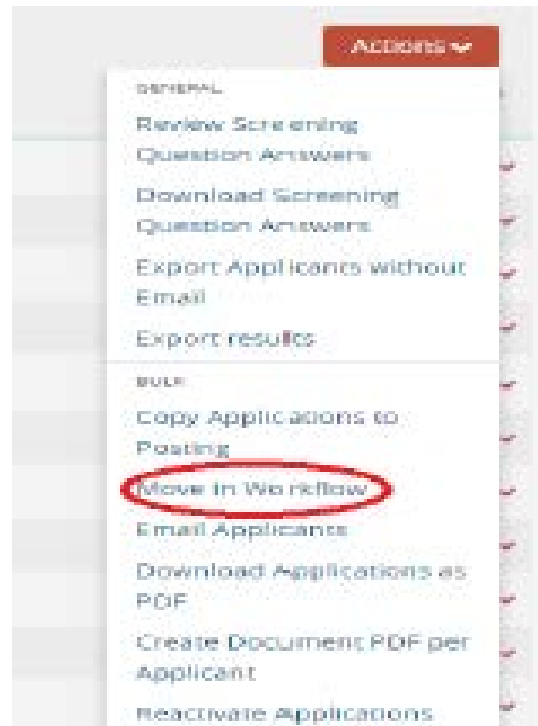 Actions
GENERAL
Review Screening
Question Answers
Download Screening
Question Answers
Export Applicants without
Email
Export results
BULK
Copy Applications to
Posting
Move in Workflow
Email Applicants
Download Applications as
PDF
Create Document PDF per
Applicant
Reactivate Applications